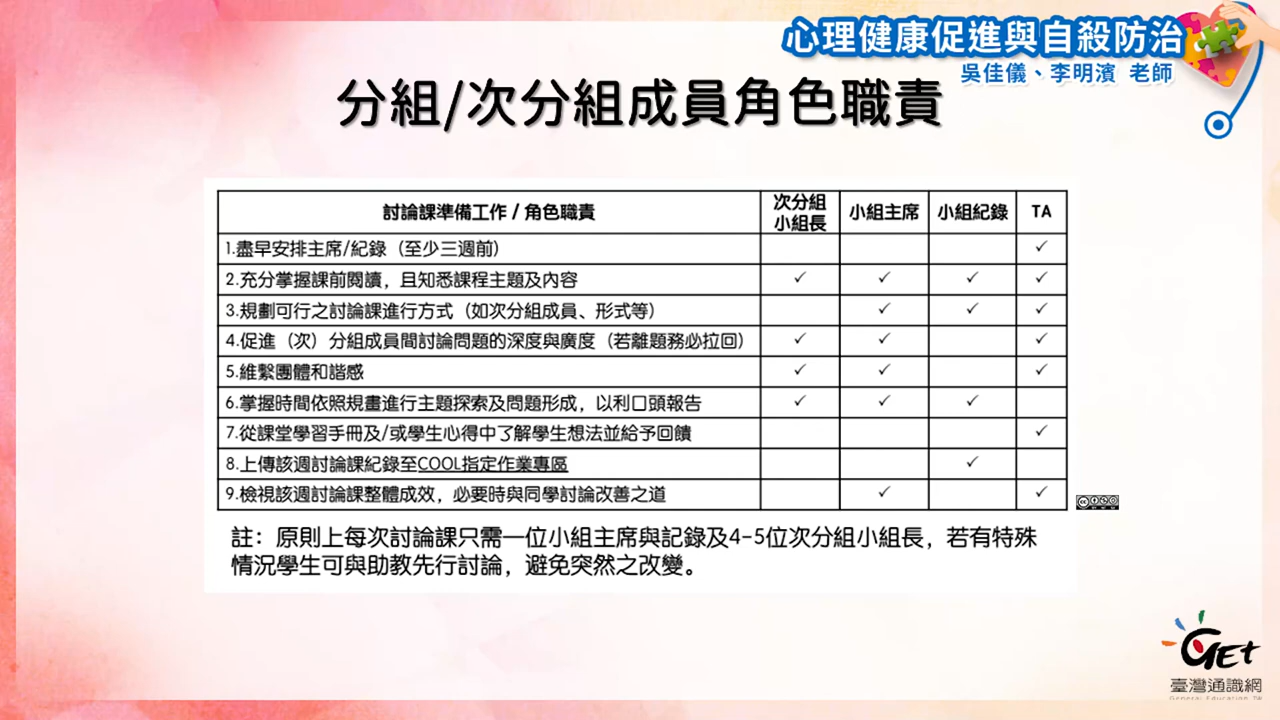 心理健康促進與自殺防治
吳佳儀、李明濱 老師
分組/次分組成員角色職責
討論課準備工作 / 角色職責 次分組小組長 小組主席 小組紀錄 TA
1.盡早安排主席/紀錄（至少三週前） ✓
2.充分掌握課前閱讀，且知悉課程主題及內容 ✓ ✓ ✓ ✓
3.規劃可行之討論課進行方式（如次分組成員、形式等） ✓ ✓ ✓
4.促進（次）分組成員間討論問題的深度與廣度（若離題務必拉回） ✓ ✓ ✓
5.維繫團體和諧感 ✓ ✓ ✓
6.掌握時間依照規畫進行主題探索及問題形成，以利口頭報告 ✓ ✓ ✓
7.從課堂學習手冊及/或學生心得中了解學生想法並給予回饋 ✓
8.上傳該週討論課紀錄至COOL指定作業專區 ✓
9.檢視該週討論課整體成效，必要時與同學討論改善之道 ✓ ✓
註：原則上每次討論課只需一位小組主席與記錄及4-5位次分組小組長，若有特殊
情況學生可與助教先行討論，避免突然之改變。
GET
臺灣通識網
General Education TW